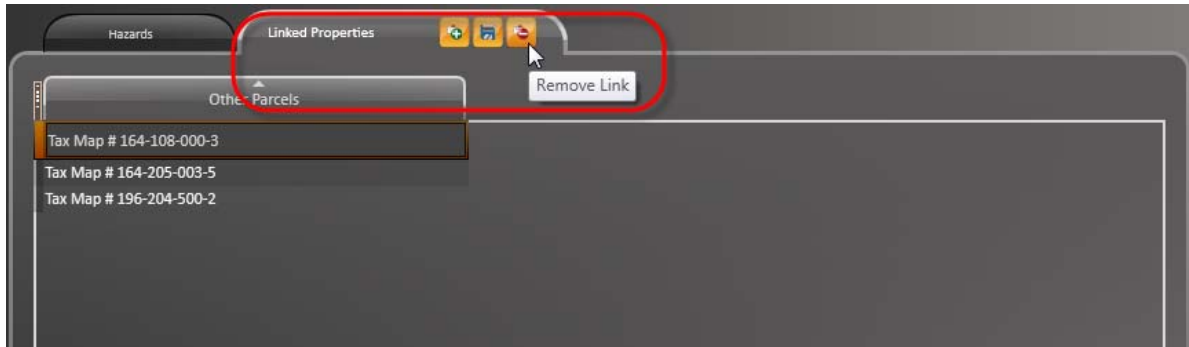 Hazards
Linked Properties
Remove Link
Other Parcels
Tax Map # 164-108-000-3
Tax Map # 164-205-003-5
Tax Map # 196-204-500-2